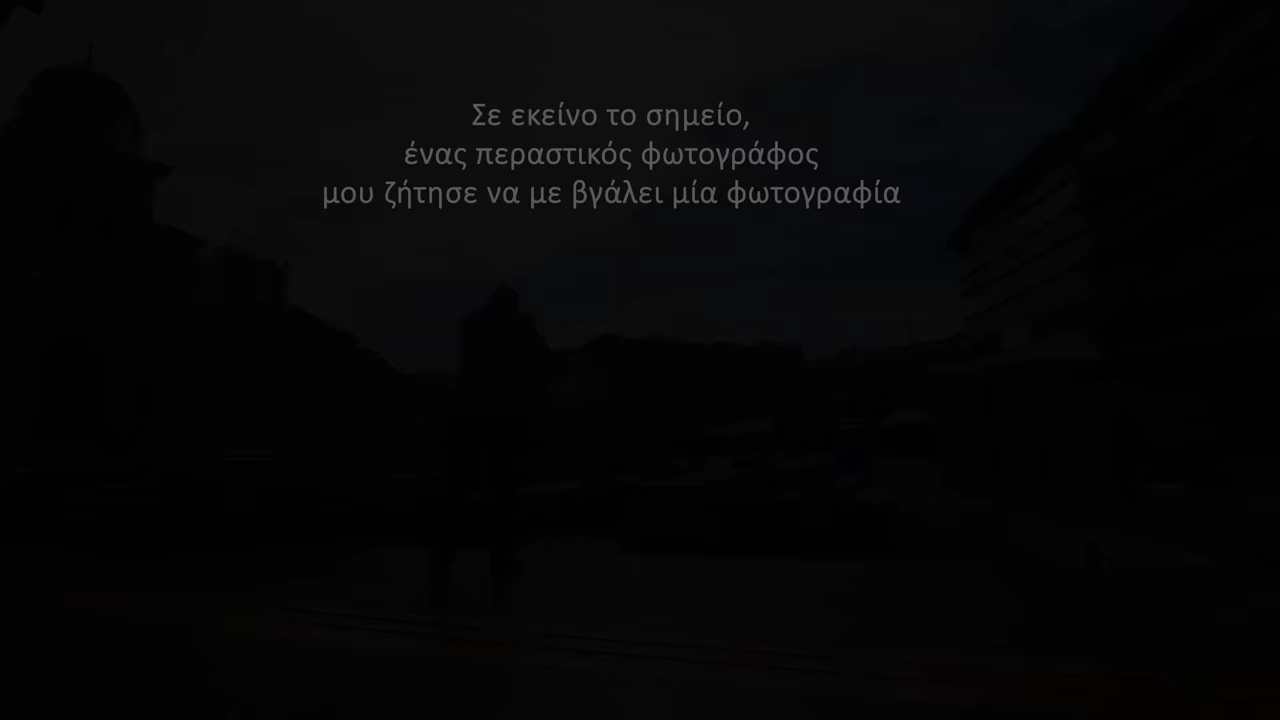 Σε εκείνο το σημείο,
ένας περαστικός φωτογράφος
μου ζήτησε να με βγάλει μία φωτογραφία